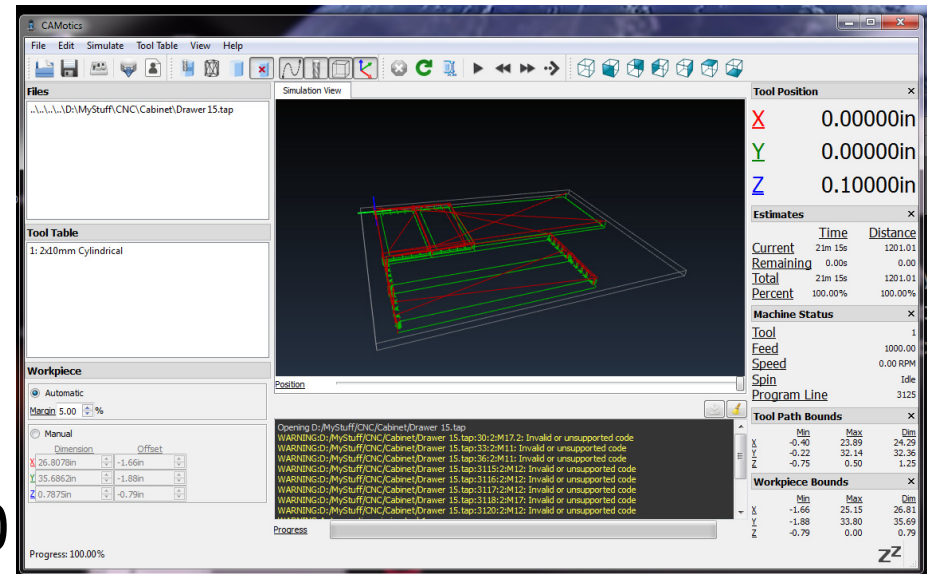 CAMotics
File Edit Simulate Tool Table View Help
Files
..\..\..\..\D:\MyStuff\CNC\Cabinet\Drawer 15.tap
Tool Table
1: 2x10mm Cylindrical
Workpiece
Automatic
Margin 5.00 %
Manual
Dimension Offset
X 26.8078in -1.66in
Y 35.6862in -1.88in
Z 0.7875in -0.79in
Progress: 100.00%
Simulation View
Position
Opening D:/MyStuff/CNC/Cabinet/Drawer 15.tap
WARNING:D:/MyStuff/CNC/Cabinet/Drawer 15.tap:30:2:M17.2: Invalid or unsupported code
WARNING:D:/MyStuff/CNC/Cabinet/Drawer 15.tap:33:2:M11: Invalid or unsupported code
WARNING:D:/MyStuff/CNC/Cabinet/Drawer 15.tap:36:2:M11: Invalid or unsupported code
WARNING:D:/MyStuff/CNC/Cabinet/Drawer 15.tap:3115:2:M12: Invalid or unsupported code
WARNING:D:/MyStuff/CNC/Cabinet/Drawer 15.tap:3116:2:M12: Invalid or unsupported code
WARNING:D:/MyStuff/CNC/Cabinet/Drawer 15.tap:3117:2:M12: Invalid or unsupported code
WARNING:D:/MyStuff/CNC/Cabinet/Drawer 15.tap:3118:2:M17: Invalid or unsupported code
WARNING:D:/MyStuff/CNC/Cabinet/Drawer 15.tap:3120:2:M12: Invalid or unsupported code
Progress
Tool Position ×
X 0.00000in
Y 0.00000in
Z 0.10000in
Estimates ×
Time Distance
Current 21m 15s 1201.01
Remaining 0.00s 0.00
Total 21m 15s 1201.01
Percent 100.00% 100.00%
Machine Status ×
Tool 1
Feed 1000.00
Speed 0.00 RPM
Spin Idle
Program Line 3125
Tool Path Bounds ×
Min Max Dim
X -0.40 23.89 24.29
Y -0.22 32.14 32.36
Z -0.75 0.50 1.25
Workpiece Bounds ×
Min Max Dim
X -1.66 25.15 26.81
Y -1.88 33.80 35.69
Z -0.79 0.00 0.79
zZ